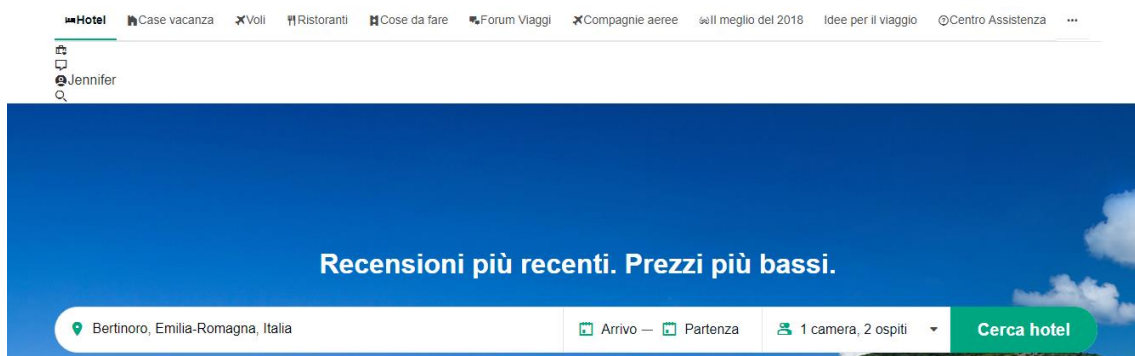 Hotel Case vacanza Voli Ristoranti Cose da fare Forum Viaggi Compagnie aeree Il meglio del 2018 Idee per il viaggio Centro Assistenza ...
Jennifer
Recensioni più recenti. Prezzi più bassi.
Bertinoro, Emilia-Romagna, Italia Arrivo — Partenza 1 camera, 2 ospiti Cerca hotel